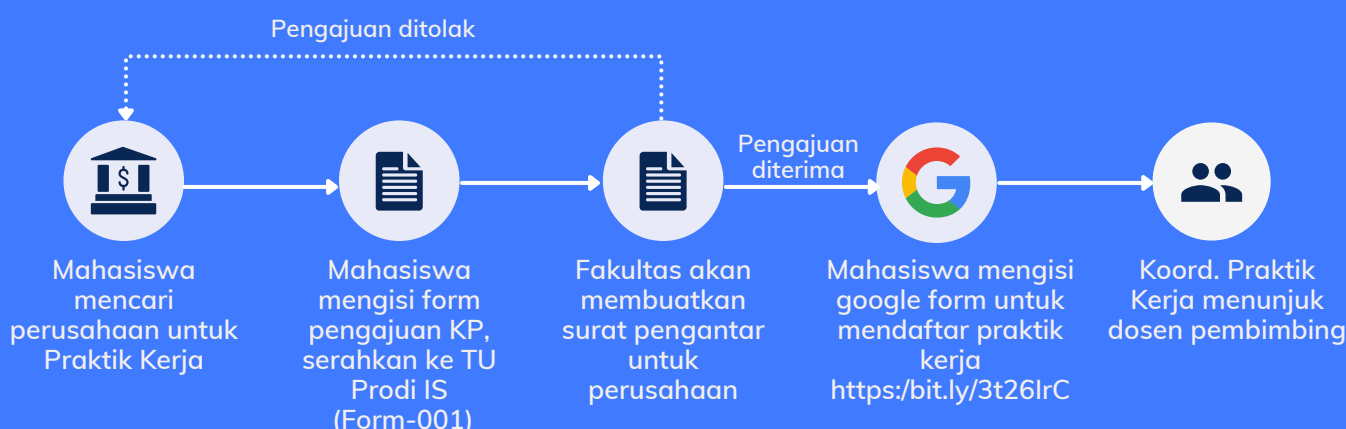 Pengajuan ditolak
Pengajuan
diterima
Mahasiswa
mencari
perusahaan untuk
Praktik Kerja
Mahasiswa
mengisi form
pengajuan KP,
serahkan ke TU
Prodi IS
(Form-001)
Fakultas akan
membuatkan
surat pengantar
untuk
perusahaan
Mahasiswa mengisi
google form untuk
mendaftar praktik
kerja
https:/bit.ly/3t26IrC
Koord. Praktik
Kerja menunjuk
dosen pembimbing